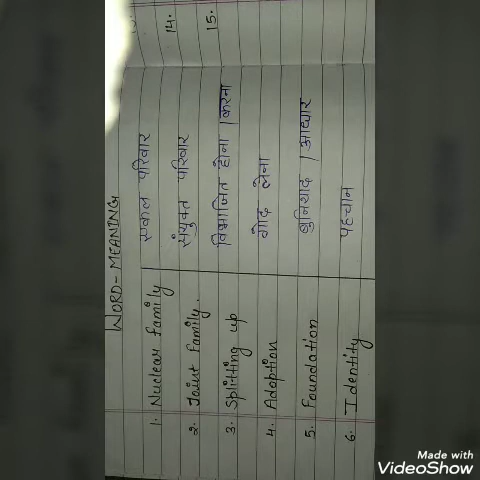 WORD-MEANING
1. Nuclear family एकल परिवार
2. Joint Family. संयुक्त परिवार
3. Splitting up विभाजित होना / करना
4. Adoption गोद लेना
5. Foundation बुनियाद / आधार
6. Identity पहचान
14.
15.
Made with
VideoShow